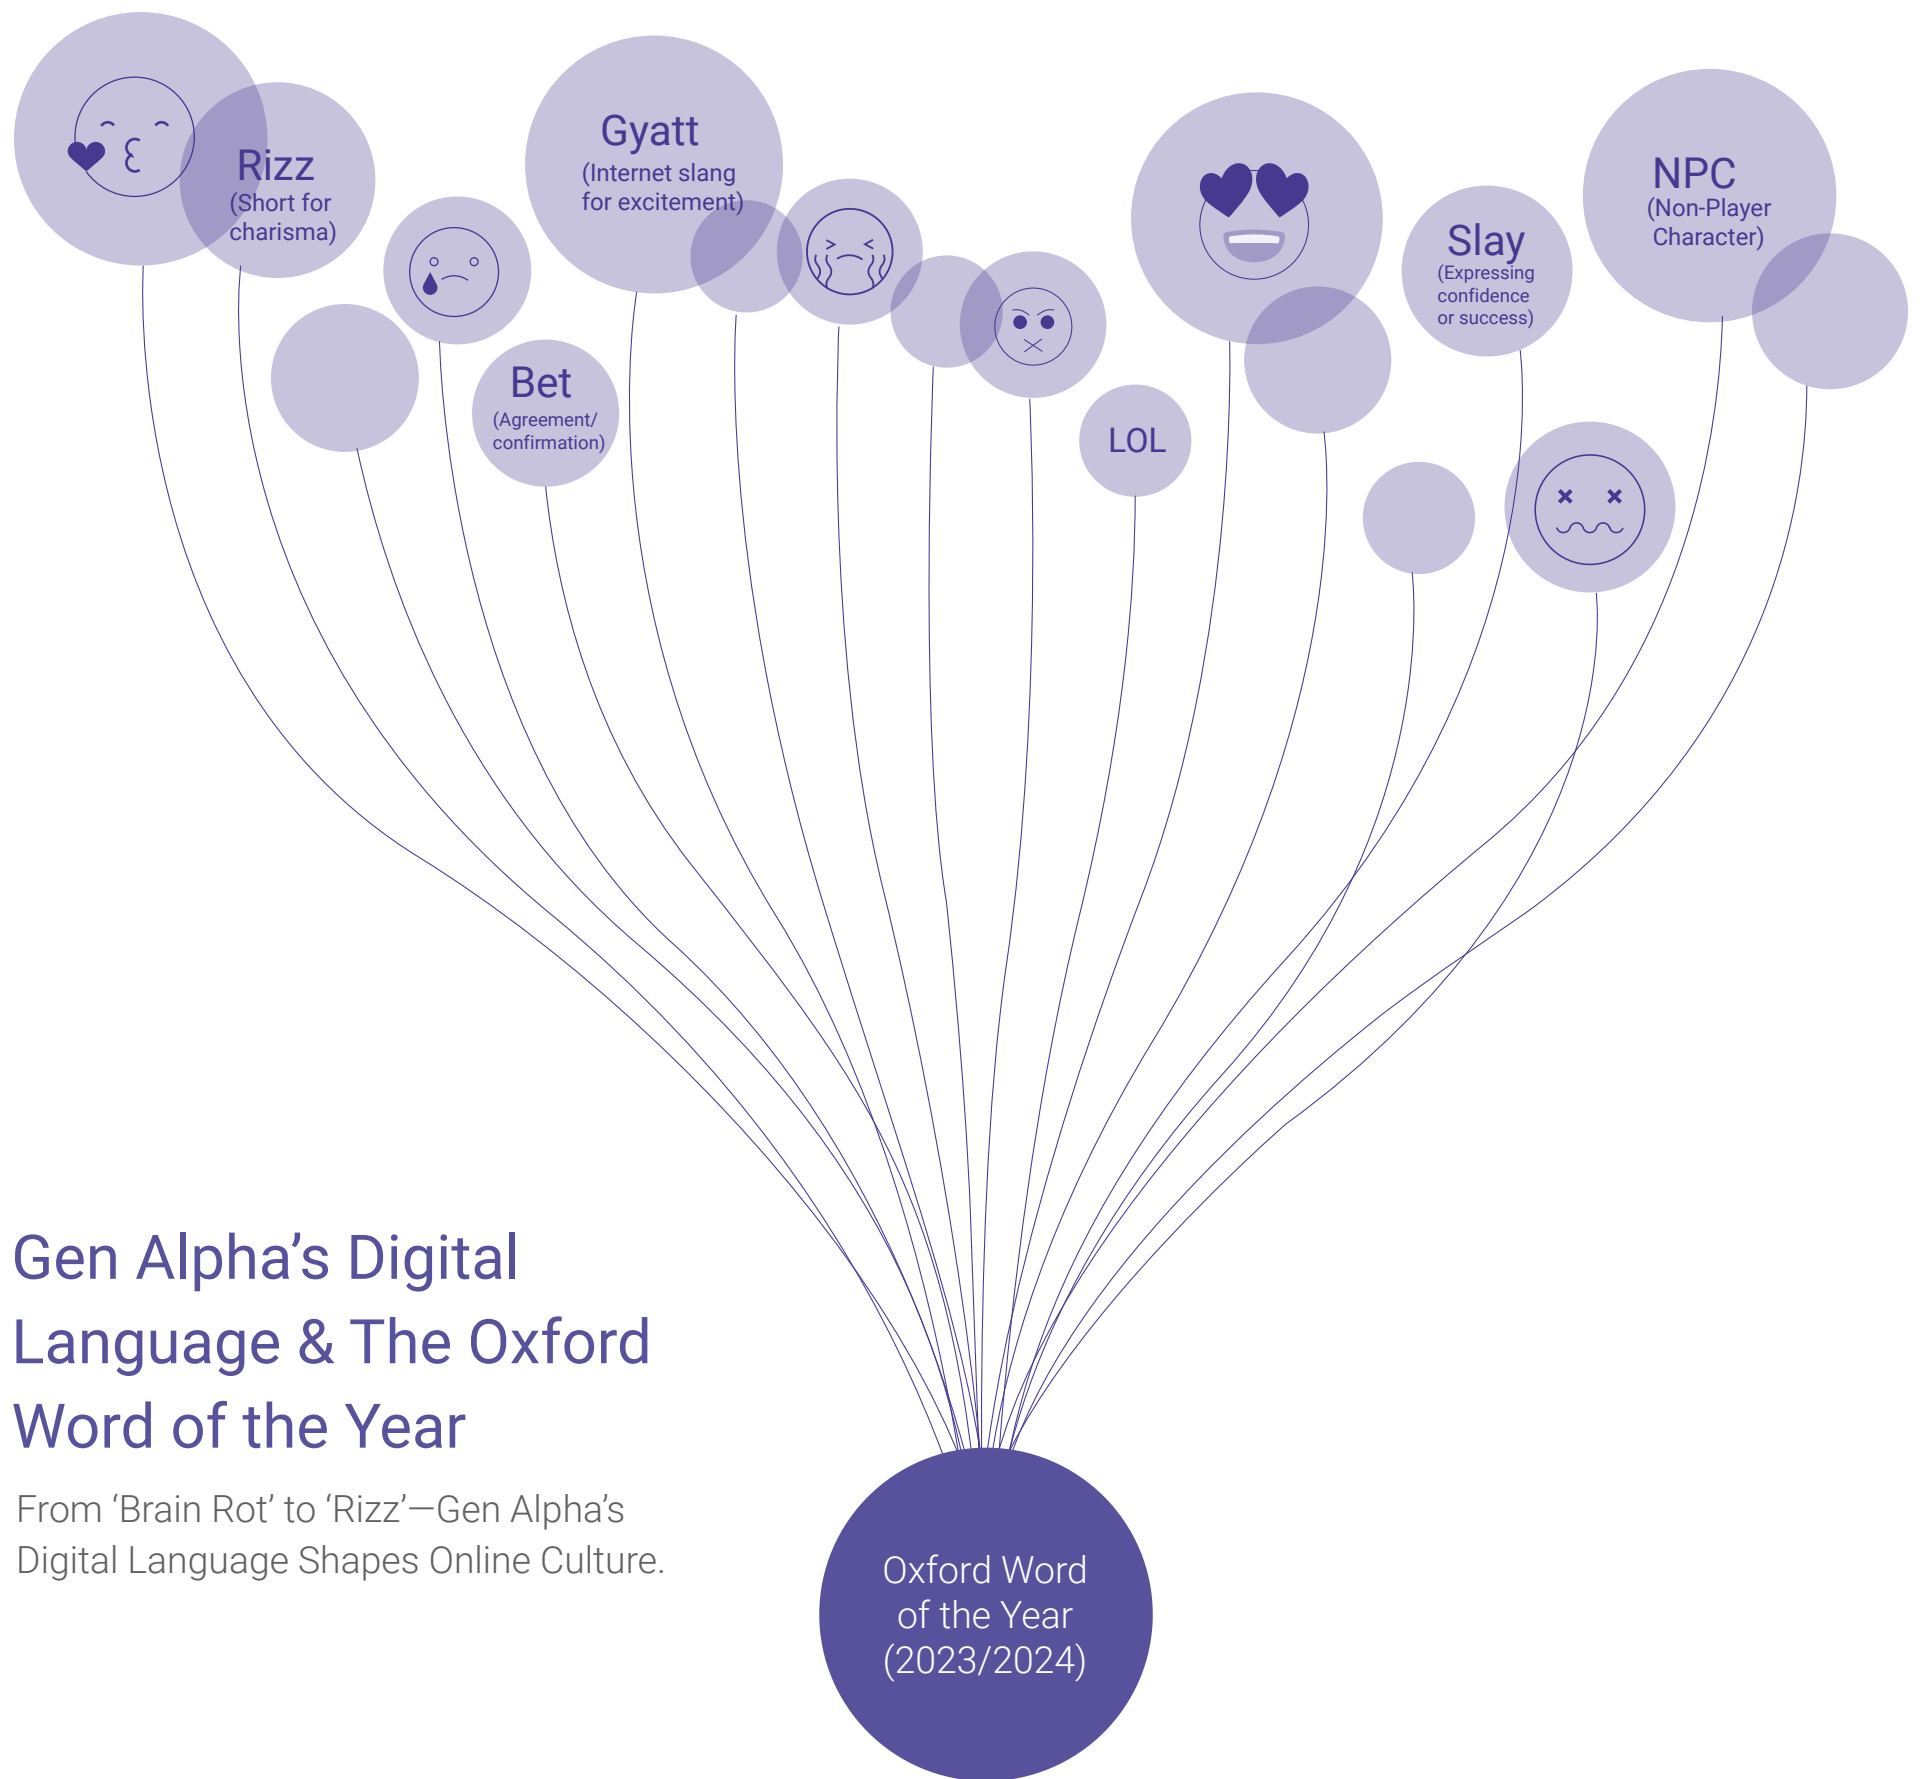 Rizz
(Short for
charisma)
Gyatt
(Internet slang
for excitement)
Bet
(Agreement/
confirmation)
LOL
Slay
(Expressing
confidence
or success)
NPC
(Non-Player
Character)
Gen Alpha’s Digital
Language & The Oxford
Word of the Year
From ‘Brain Rot’ to ‘Rizz’—Gen Alpha’s
Digital Language Shapes Online Culture.
Oxford Word
of the Year
(2023/2024)